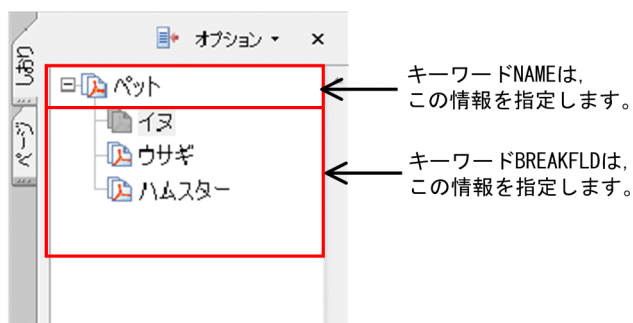 オプション
しおり
ページ
ペット
イヌ
ウサギ
ハムスター
キーワードNAMEは,
この情報を指定します。
キーワードBREAKFLDは,
この情報を指定します。